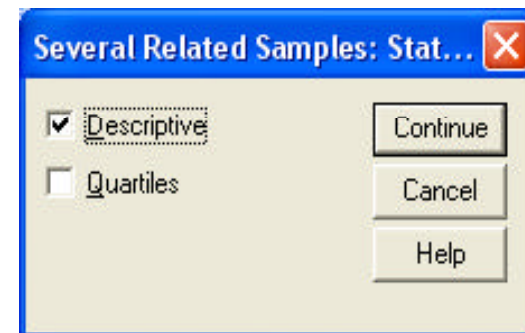 Several Related Samples: Stat...
Descriptive
Quartiles
Continue
Cancel
Help